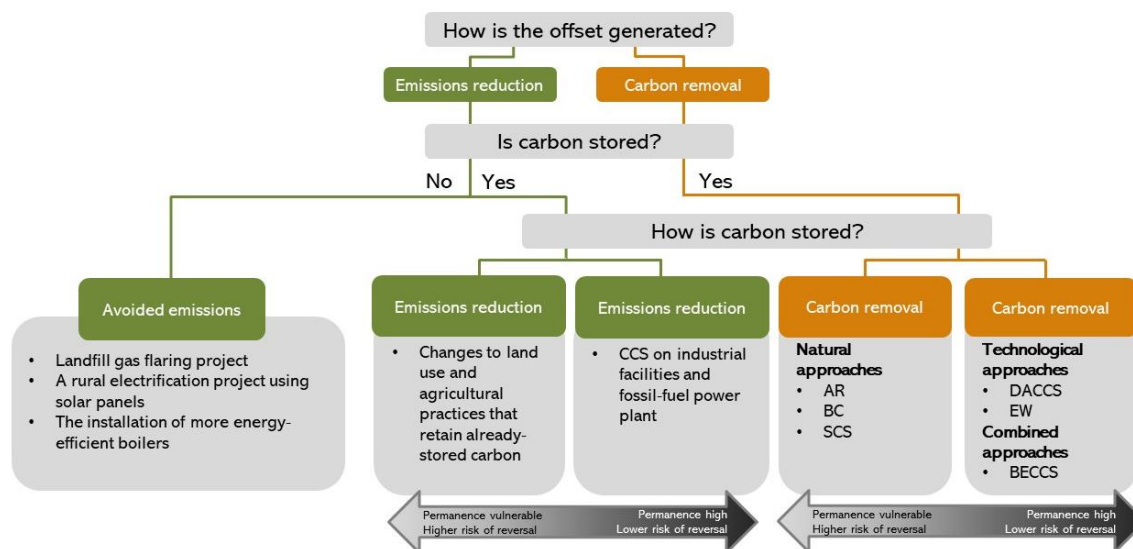 How is the offset generated?
Emissions reduction
Carbon removal
Is carbon stored?
No
Yes
Yes
How is carbon stored?
Avoided emissions
• Landfill gas flaring project
• A rural electrification project using
solar panels
• The installation of more energy-
efficient boilers
Emissions reduction
• Changes to land
use and
agricultural
practices that
retain already-
stored carbon
Emissions reduction
• CCS on industrial
facilities and
fossil-fuel power
plant
Carbon removal
Natural
approaches
• AR
• BC
• SCS
Carbon removal
Technological
approaches
• DACCS
• EW
Combined
approaches
• BECCS
Permanence vulnerable
Higher risk of reversal
Permanence high
Lower risk of reversal
Permanence vulnerable
Higher risk of reversal
Permanence high
Lower risk of reversal